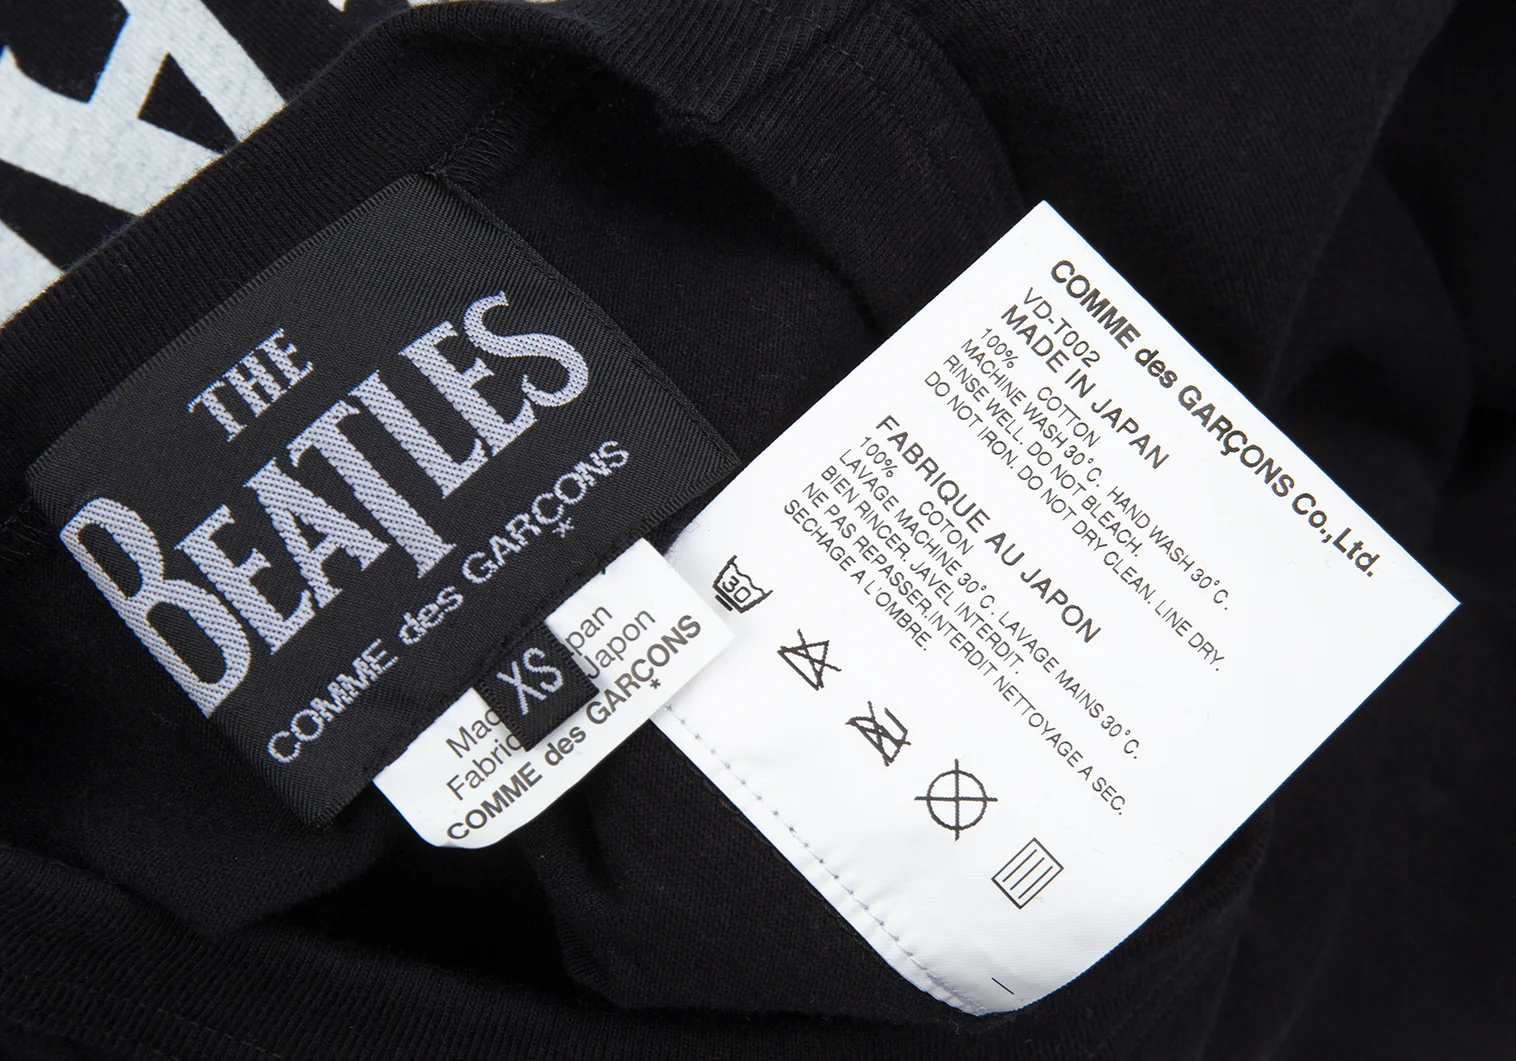 THE
BEATLES
COMME des GARÇONS
XS
pan
Japon
COMME des GARÇONS
COMME des GARÇONS Co.,Ltd.
VD-T002
MADE IN JAPAN
100% COTTON
MACHINE WASH 30°C. HAND WASH 30°C.
RINSE WELL. DO NOT BLEACH.
DO NOT IRON. DO NOT DRY CLEAN. LINE DRY.
FABRIQUE AU JAPON
100% COTON
LAVAGE MACHINE 30°C. LAVAGE MAINS 30°C.
BIEN RINCER. JAVEL INTERDIT.
NE PAS REPASSER.INTERDIT NETTOYAGE A SEC.
SECHAGE A L'OMBRE.
30